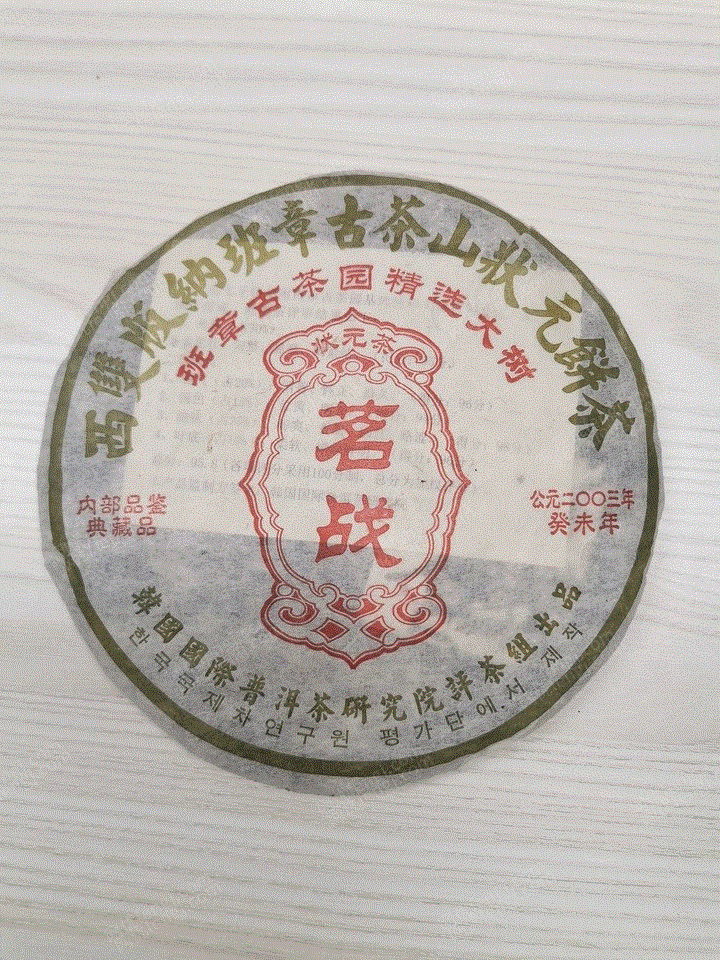 西雙版納班章古茶山狀元餅茶
班章古茶园精选大树
狀元茶
茗战
内部品鉴
典藏品
公元二〇〇三年
癸未年
韓國國際普洱茶硏究院評茶組出品
한국국제차연구원 평가단에서 제작